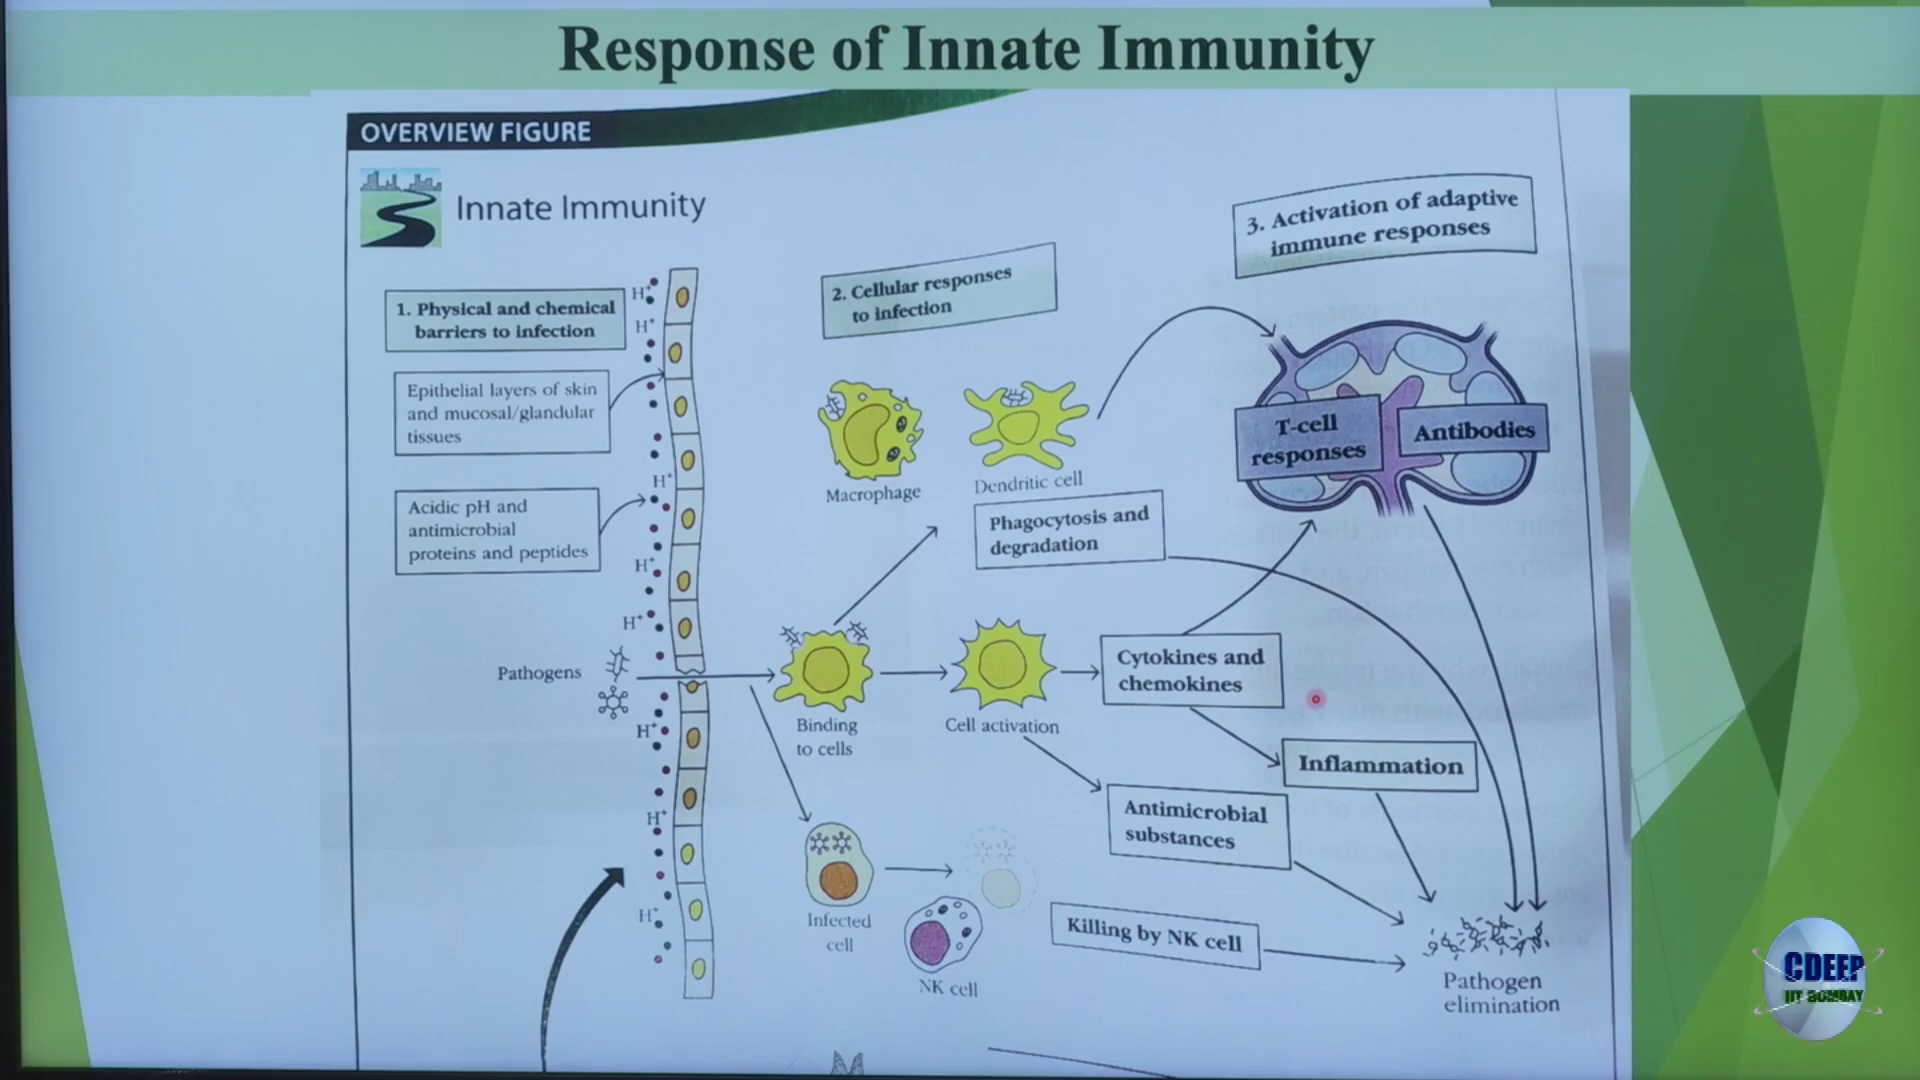 Response of Innate Immunity
OVERVIEW FIGURE
Innate Immunity
1. Physical and chemical
barriers to infection
Epithelial layers of skin
and mucosal/glandular
tissues
Acidic pH and
antimicrobial
proteins and peptides
H⁺
H⁺
H⁺
H⁺
H⁺
H⁺
H⁺
H⁺
Pathogens
2. Cellular responses
to infection
Macrophage
Dendritic cell
Phagocytosis and
degradation
Binding
to cells
Cell activation
Cytokines and
chemokines
Inflammation
Antimicrobial
substances
Infected
cell
NK cell
Killing by NK cell
3. Activation of adaptive
immune responses
T-cell
responses
Antibodies
Pathogen
elimination
CDEEP
IIT BOMBAY